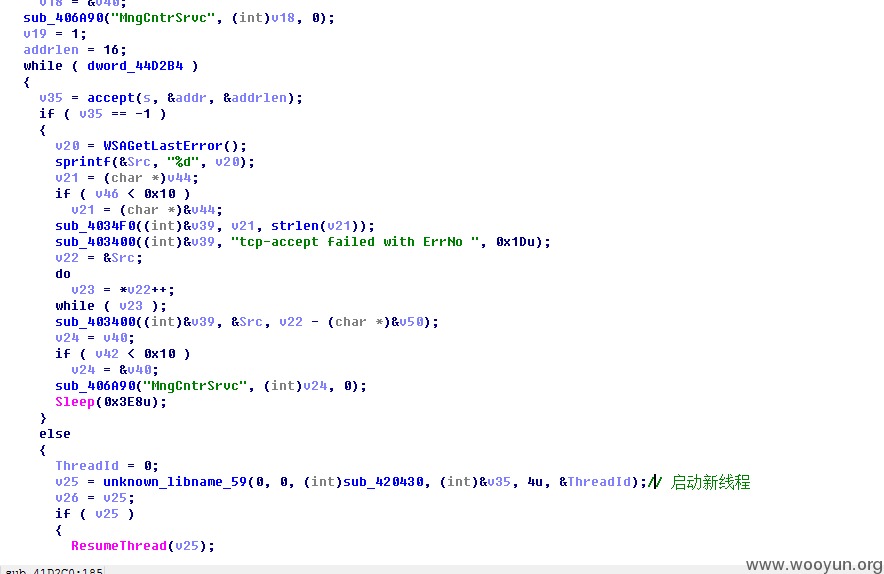 v18 = &v40;
sub_406A90("MngCntrSrvc", (int)v18, 0);
v19 = 1;
addrlen = 16;
while ( dword_44D2B4 )
{
v35 = accept(s, &addr, &addrlen);
if ( v35 == -1 )
{
v20 = WSAGetLastError();
sprintf(&Src, "%d", v20);
v21 = (char *)v44;
if ( v46 < 0x10 )
v21 = (char *)&v44;
sub_4034F0((int)&v39, v21, strlen(v21));
sub_403400((int)&v39, "tcp-accept failed with ErrNo ", 0x1Du);
v22 = &Src;
do
v23 = *v22++;
while ( v23 );
sub_403400((int)&v39, &Src, v22 - (char *)&v50);
v24 = v40;
if ( v42 < 0x10 )
v24 = &v40;
sub_406A90("MngCntrSrvc", (int)v24, 0);
Sleep(0x3E8u);
}
else
{
ThreadId = 0;
v25 = unknown_libname_59(0, 0, (int)sub_420430, (int)&v35, 4u, &ThreadId);// 启动新线程
v26 = v25;
if ( v25 )
{
ResumeThread(v25);
sub_41D2C0:185
www.wooyun.org